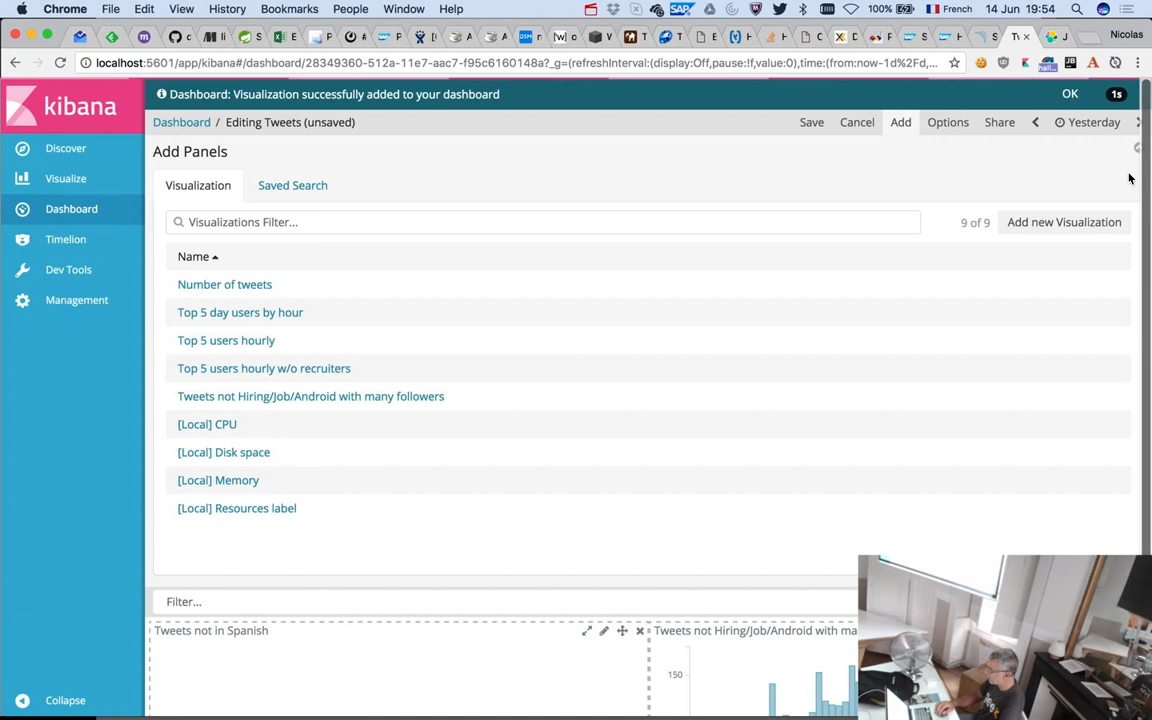 Chrome File Edit View History Bookmarks People Window Help SAP 100% French 14 Jun 19:54
Nicolas
localhost:5601/app/kibana#/dashboard/28349360-512a-11e7-aac7-f95c6160148a?_g=(refreshInterval:(display:Off,pause:!f,value:0),time:(from:now-1d%2Fd,...
kibana
Dashboard: Visualization successfully added to your dashboard OK 1s
Dashboard / Editing Tweets (unsaved) Save Cancel Add Options Share Yesterday
Discover
Visualize
Dashboard
Timelion
Dev Tools
Management
Collapse
Add Panels
Visualization Saved Search
Visualizations Filter... 9 of 9 Add new Visualization
Name
Number of tweets
Top 5 day users by hour
Top 5 users hourly
Top 5 users hourly w/o recruiters
Tweets not Hiring/Job/Android with many followers
[Local] CPU
[Local] Disk space
[Local] Memory
[Local] Resources label
Filter...
Tweets not in Spanish Tweets not Hiring/Job/Android with ma
150